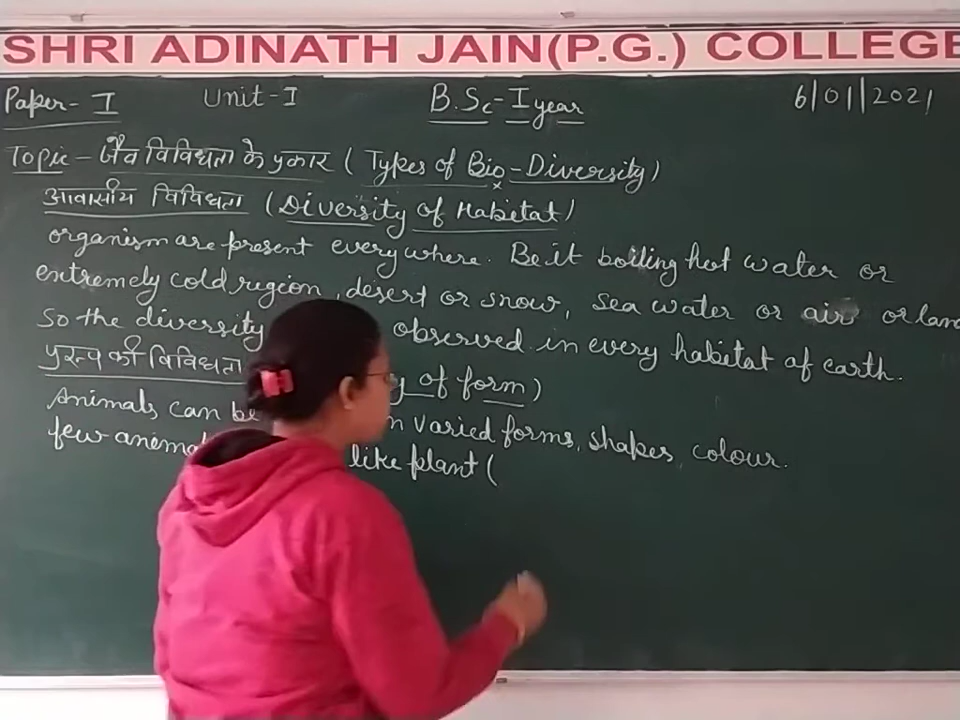 SHRI ADINATH JAIN(P.G.) COLLEGE
Paper- I Unit-I B.Sc-I year 6/01/2021
Topic - जैव विविधता के प्रकार ( Types of Bio-Diversity)
आवासीय विविधता (Diversity of Habitat)
organism are present everywhere. Be it boiling hot water or
extremely cold region, desert or snow, sea water or air or land
So the diversity observed in every habitat of earth.
की विविधता of form)
Animals can be varied forms, shapes, colour.
few like plant (